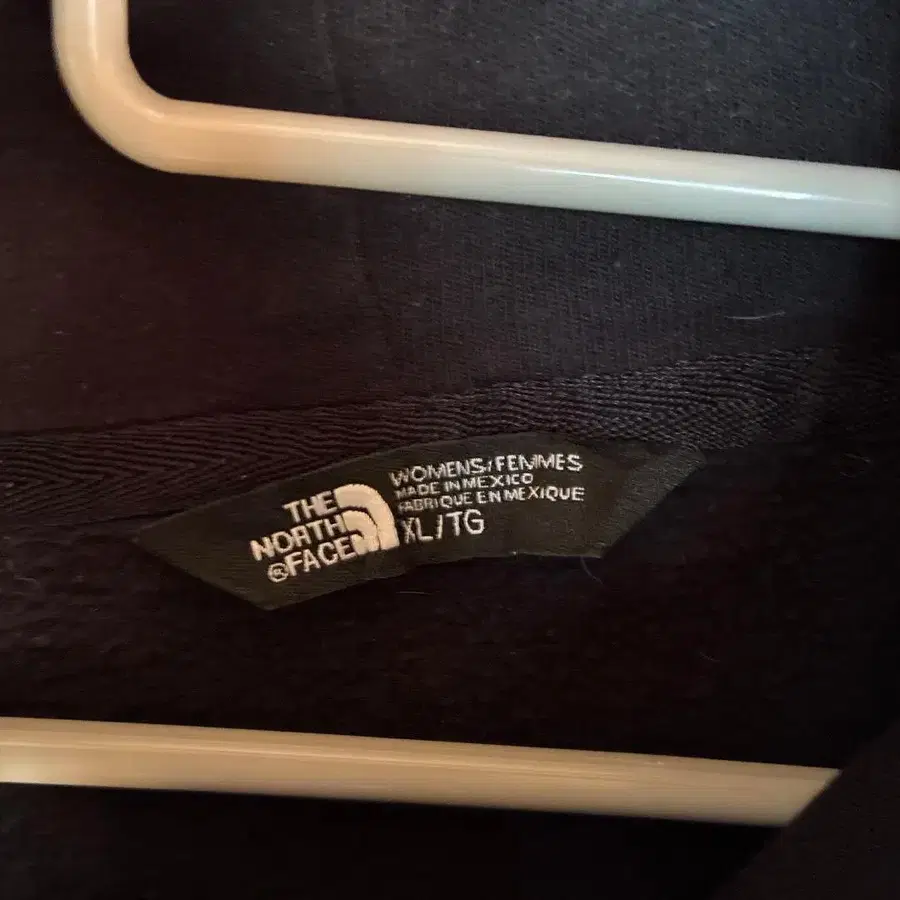 THE
NORTH
®FACE
WOMENS/FEMMES
MADE IN MEXICO
FABRIQUE EN MEXIQUE
XL/TG